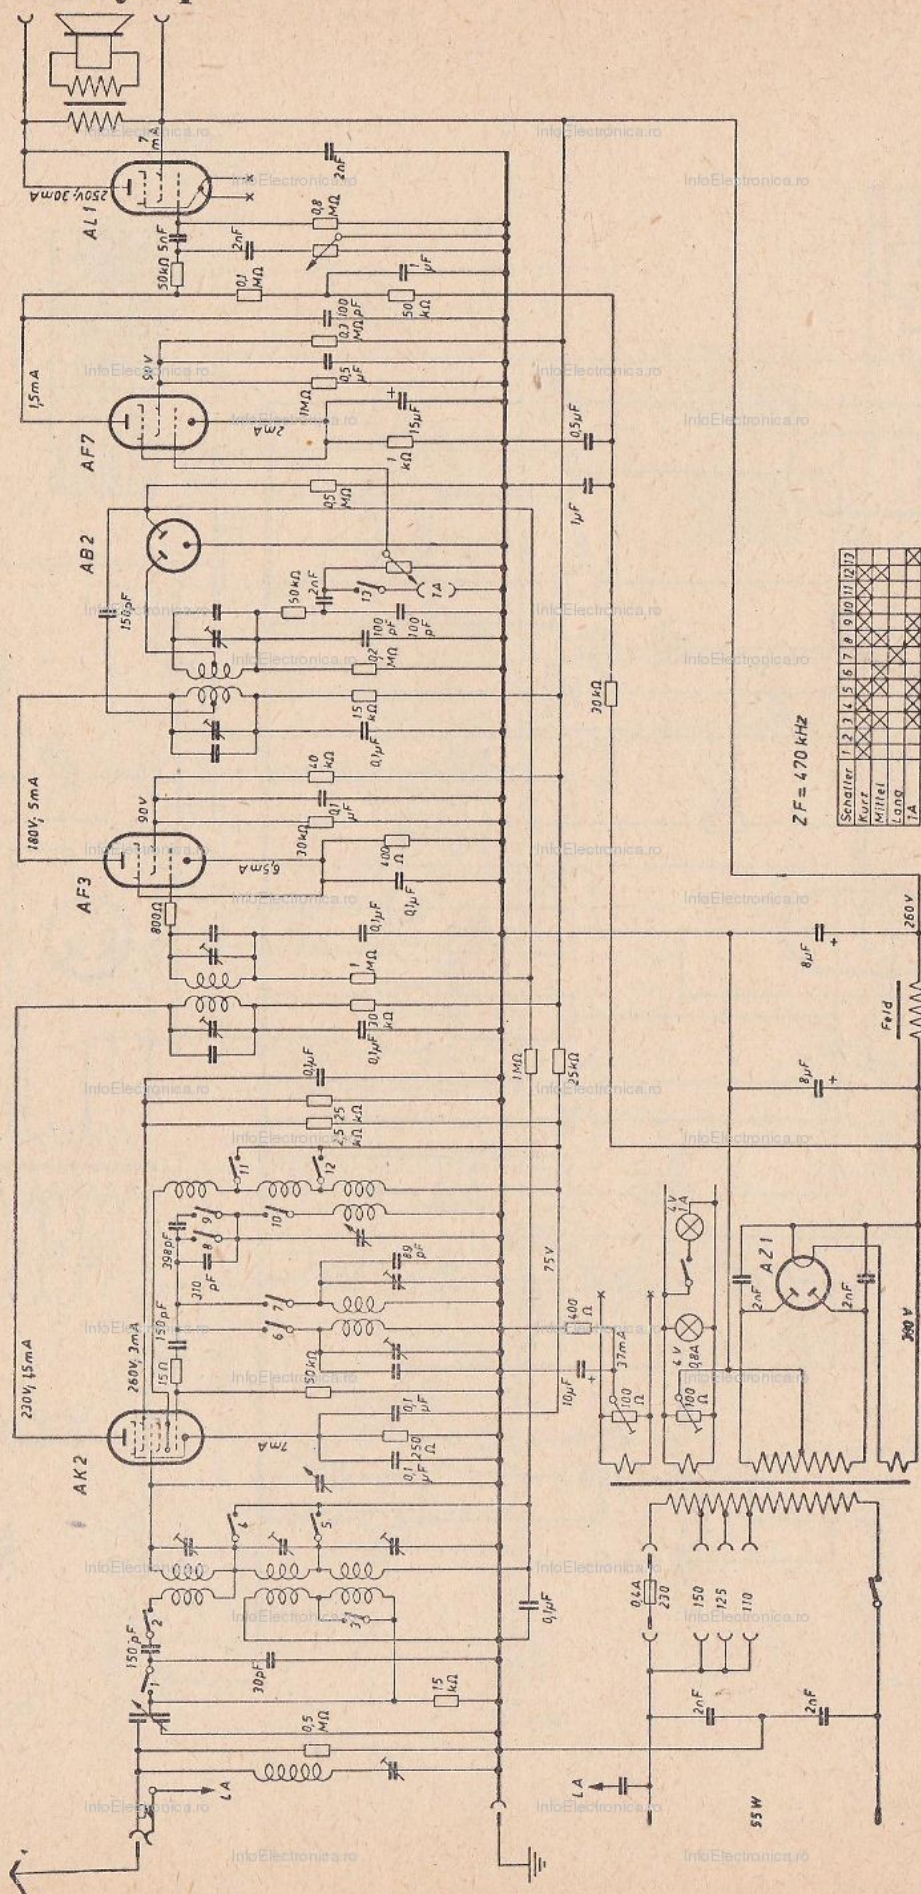 AL1
250V; 30mA
7 mA
2nF
5nF
2nF
0,8 MΩ
50kΩ
0,1 MΩ
1 µF
50 kΩ
100 pF
0,3 MΩ
0,5 µF
1MΩ
90V
1,5mA
AF7
2mA
15µF
+
1 kΩ
0,5µF
1µF
0,5 MΩ
AB2
150pF
50kΩ
2nF
13
TA
100 pF
100 pF
0,2 MΩ
15 kΩ
0,1µF
30kΩ
180V; 5mA
AF3
90V
40 kΩ
0,1 µF
30kΩ
6,5mA
400 Ω
0,1µF
800Ω
0,1µF
1 MΩ
30 kΩ
0,1µF
1MΩ
25kΩ
0,1µF
25 kΩ
2,5 kΩ
11
12
398pF
9
8
10
310 pF
7
6
89 pF
75V
150pF
15Ω
50kΩ
260V; 3mA
230V; 1,5mA
AK2
7mA
0,1 µF
250 Ω
0,1 µF
4
5
2
3
1
150pF
30pF
15 kΩ
0,5 MΩ
0,1µF
LA
400 Ω
10µF
+
37mA
100 Ω
100 Ω
4V 0,8A
4V 1A
2nF
AZ1
2nF
8µF
+
8µF
+
Feld
260V
0,4A
230
150
125
110
2nF
2nF
LA
55W
ZF = 470 kHz
Schalter 1 2 3 4 5 6 7 8 9 10 11 12 13
Kurz
Mittel
Lang
TA
InfoElectronica.ro